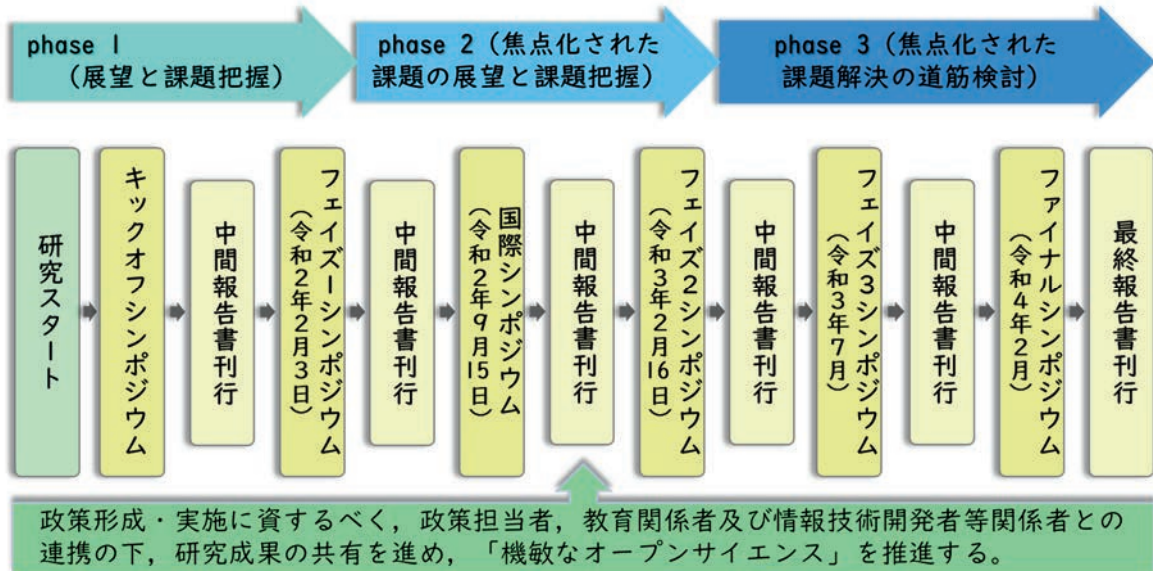 phase 1
（展望と課題把握）
phase 2（焦点化された
課題の展望と課題把握）
phase 3（焦点化された
課題解決の道筋検討）
研究スタート
キックオフシンポジウム
中間報告書刊行
フェイズ1シンポジウム
（令和2年2月3日）
中間報告書刊行
国際シンポジウム
（令和2年9月15日）
中間報告書刊行
フェイズ2シンポジウム
（令和3年2月16日）
中間報告書刊行
フェイズ3シンポジウム
（令和3年7月）
中間報告書刊行
ファイナルシンポジウム
（令和4年2月）
最終報告書刊行
政策形成・実施に資するべく，政策担当者，教育関係者及び情報技術開発者等関係者との
連携の下，研究成果の共有を進め，「機敏なオープンサイエンス」を推進する。